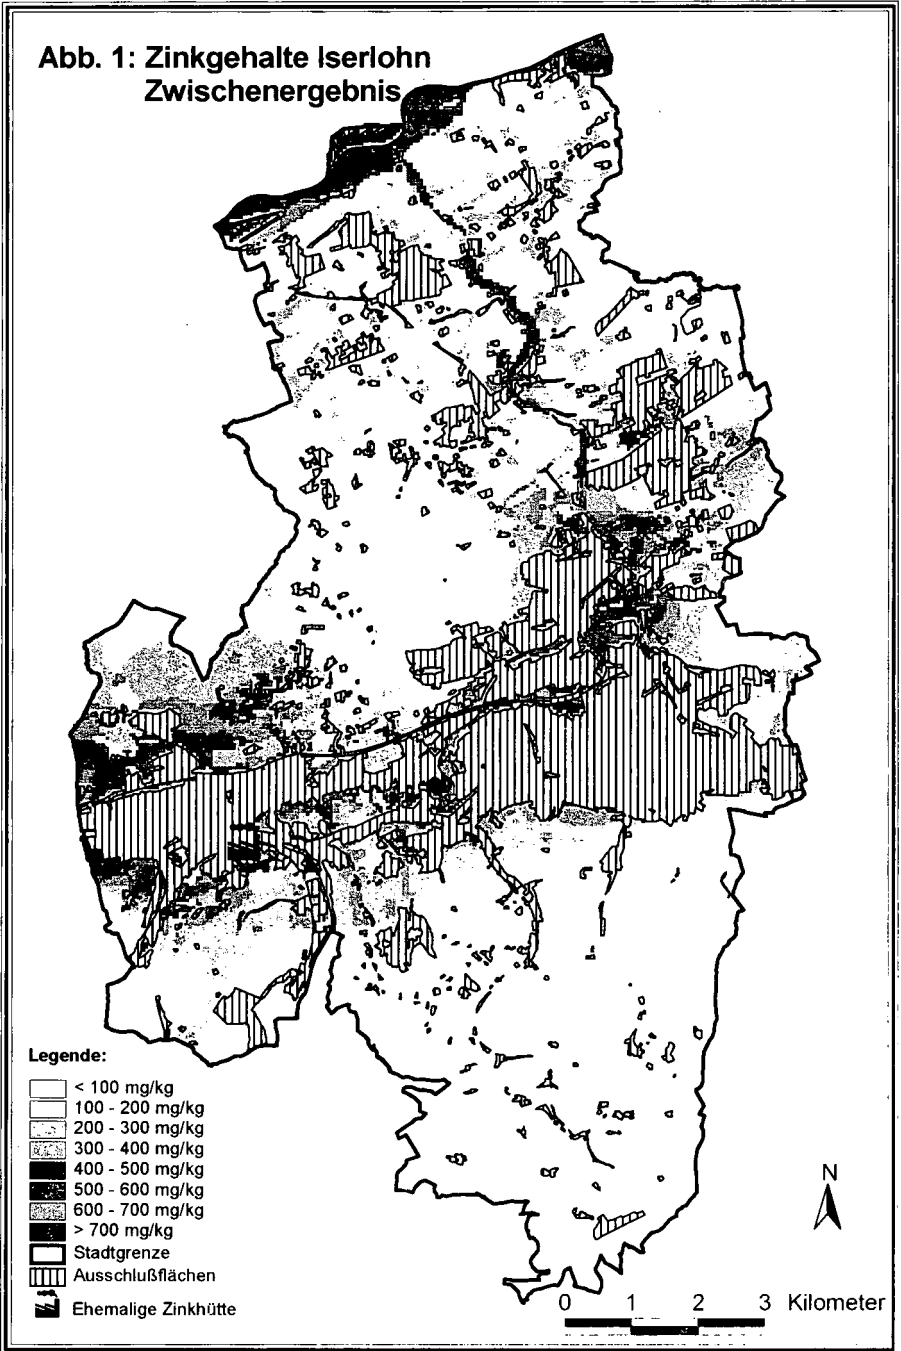 Abb. 1: Zinkgehalte Iserlohn
Zwischenergebnis
Legende:
< 100 mg/kg
100 - 200 mg/kg
200 - 300 mg/kg
300 - 400 mg/kg
400 - 500 mg/kg
500 - 600 mg/kg
600 - 700 mg/kg
> 700 mg/kg
Stadtgrenze
Ausschlußflächen
Ehemalige Zinkhütte
N
0 1 2 3 Kilometer